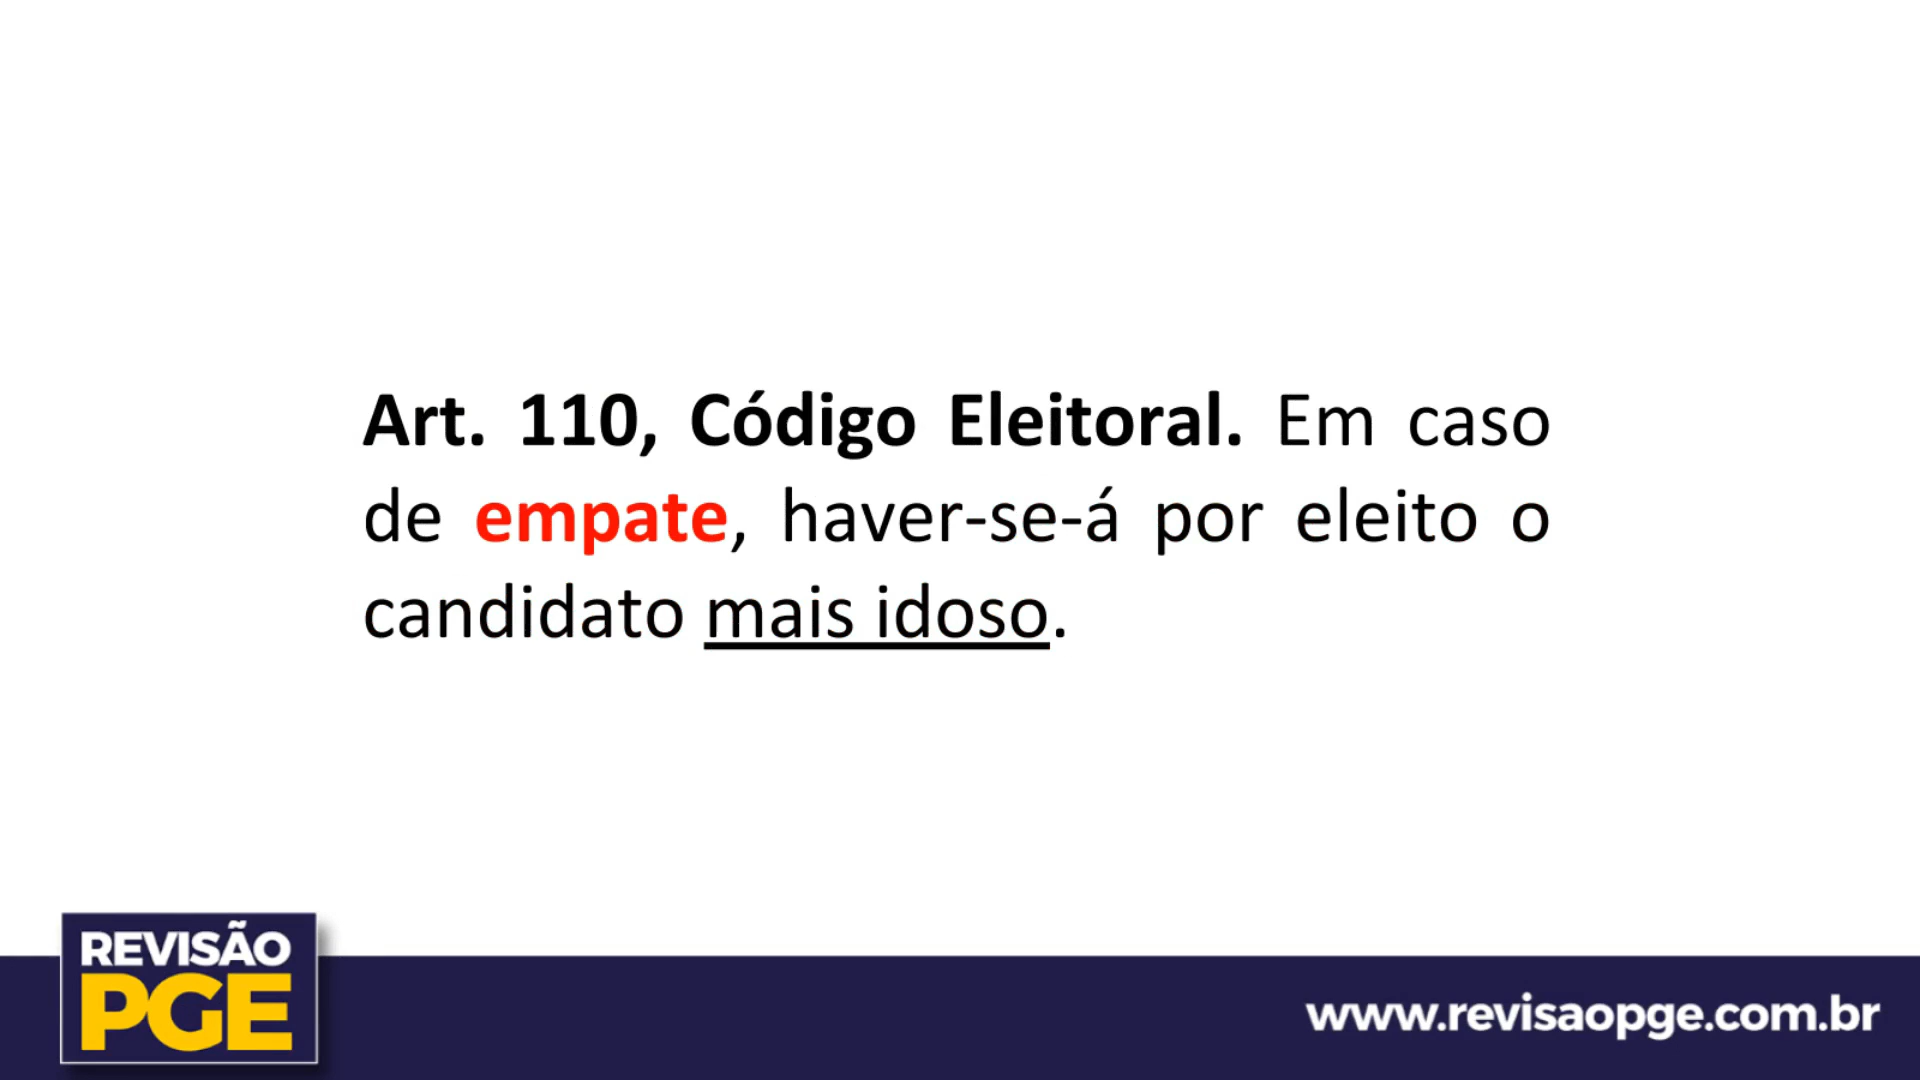 Art. 110, Código Eleitoral. Em caso
de empate, haver-se-á por eleito o
candidato mais idoso.
REVISÃO
PGE
www.revisaopge.com.br